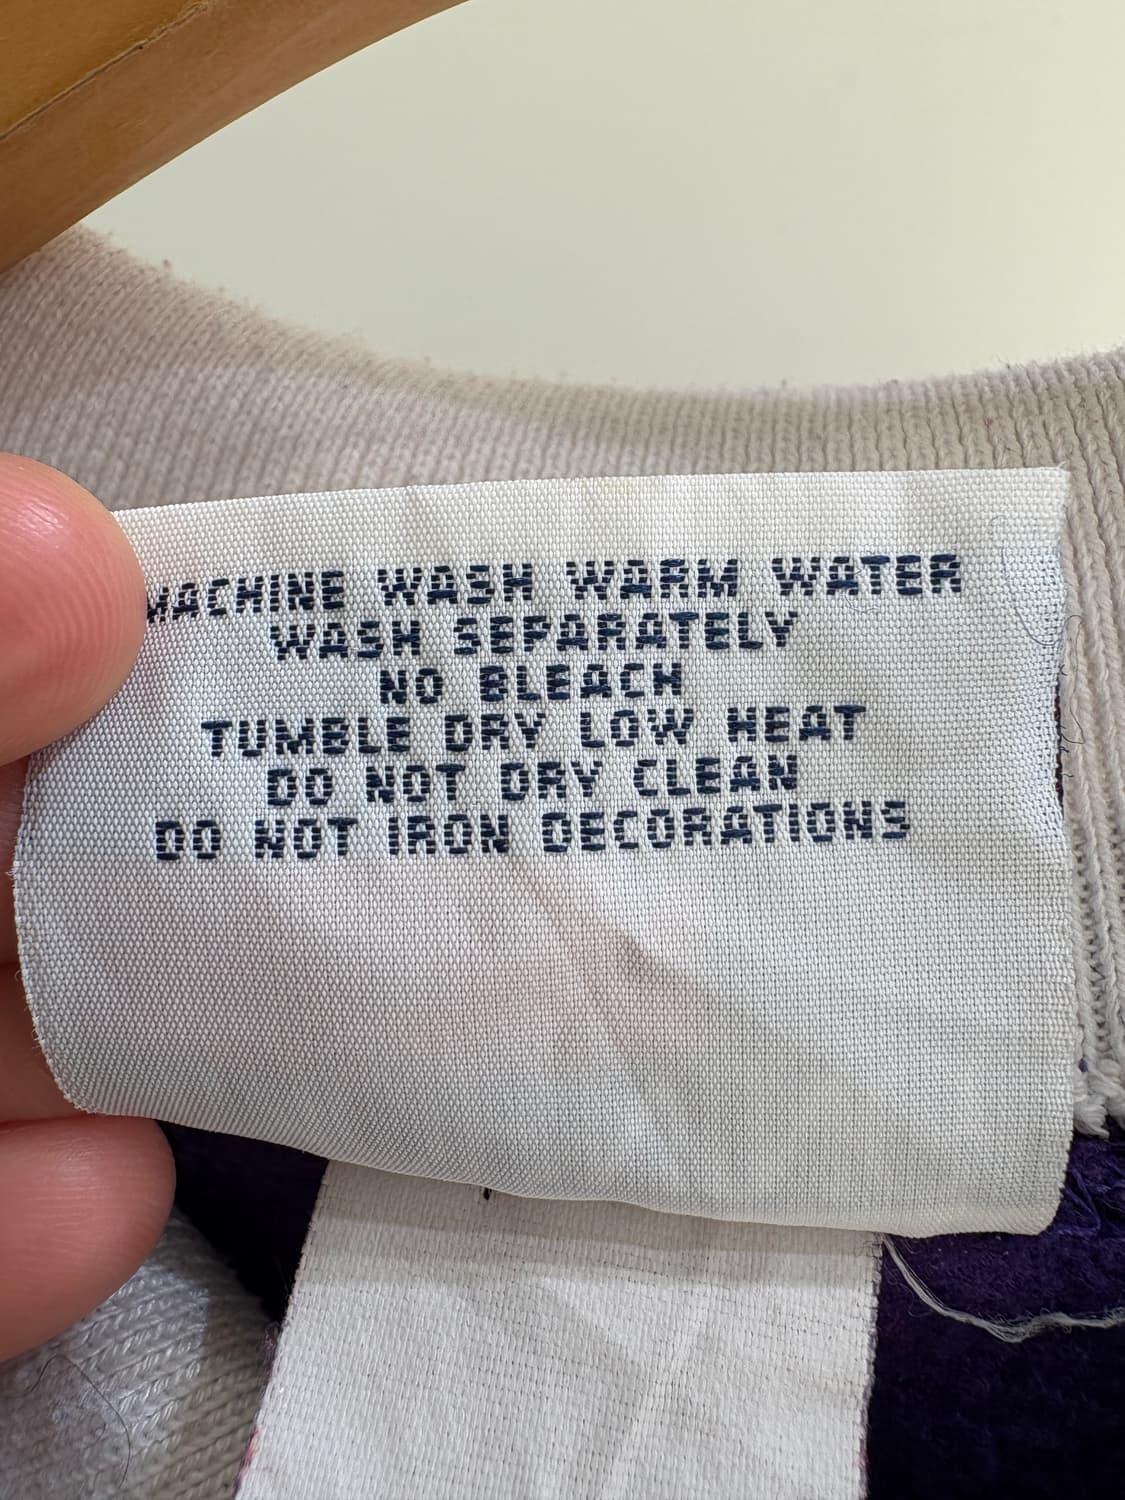 MACHINE WASH WARM WATER
WASH SEPARATELY
NO BLEACH
TUMBLE DRY LOW HEAT
DO NOT DRY CLEAN
DO NOT IRON DECORATIONS